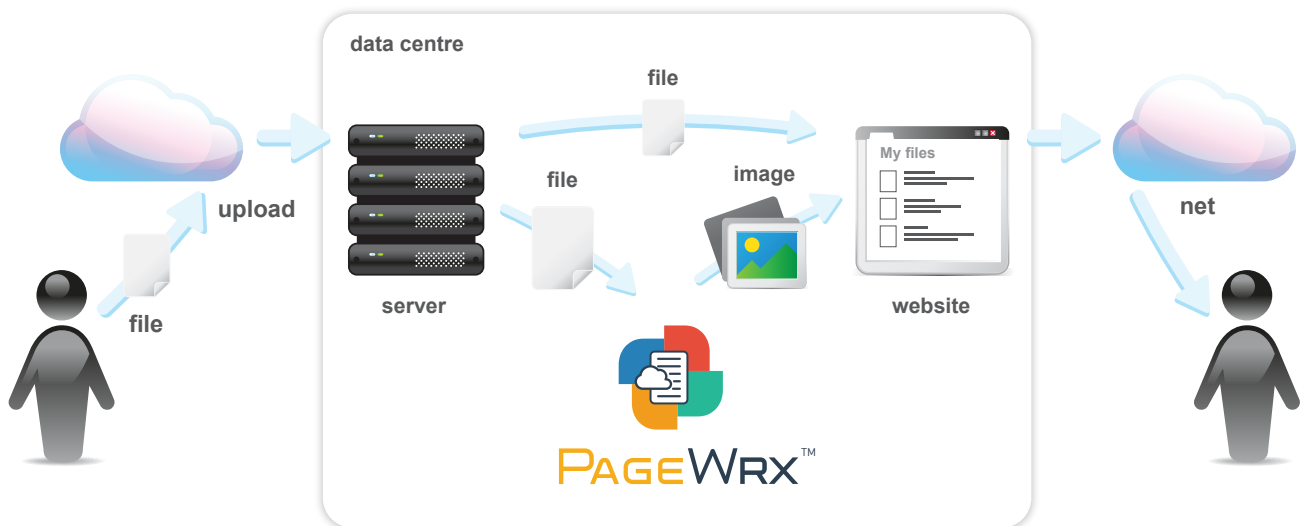 data centre
file
My files
file
image
upload
net
server
website
file
PAGEWRX™